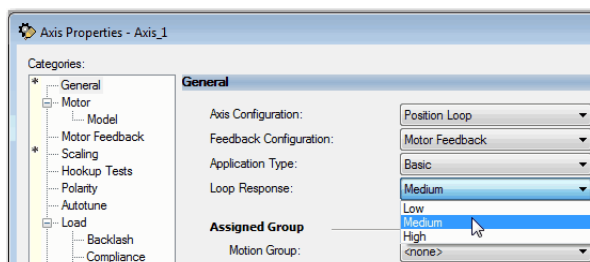 Axis Properties - Axis_1
Categories:
* General
Motor
Model
Motor Feedback
* Scaling
Hookup Tests
Polarity
Autotune
Load
Backlash
Compliance
General
Axis Configuration: Position Loop
Feedback Configuration: Motor Feedback
Application Type: Basic
Loop Response: Medium
Low
Medium
High
Assigned Group
Motion Group: <none>